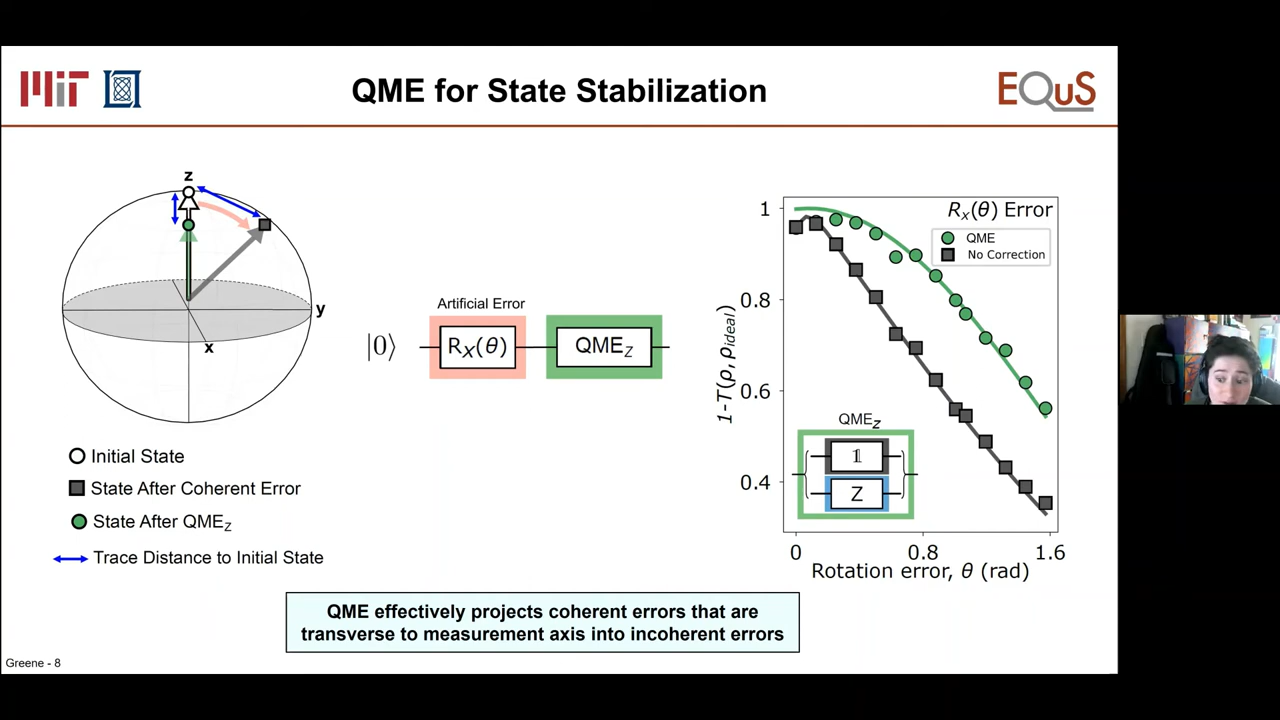 MIT
QME for State Stabilization
EQuS
z
y
x
Initial State
State After Coherent Error
State After QME_Z
Trace Distance to Initial State
Artificial Error
|0⟩
R_X(θ)
QME_Z
R_x(θ) Error
QME
No Correction
1
0.8
0.6
0.4
1-T(ρ, ρ_ideal)
QME_Z
𝟙
Z
0
0.8
1.6
Rotation error, θ (rad)
QME effectively projects coherent errors that are
transverse to measurement axis into incoherent errors
Greene - 8